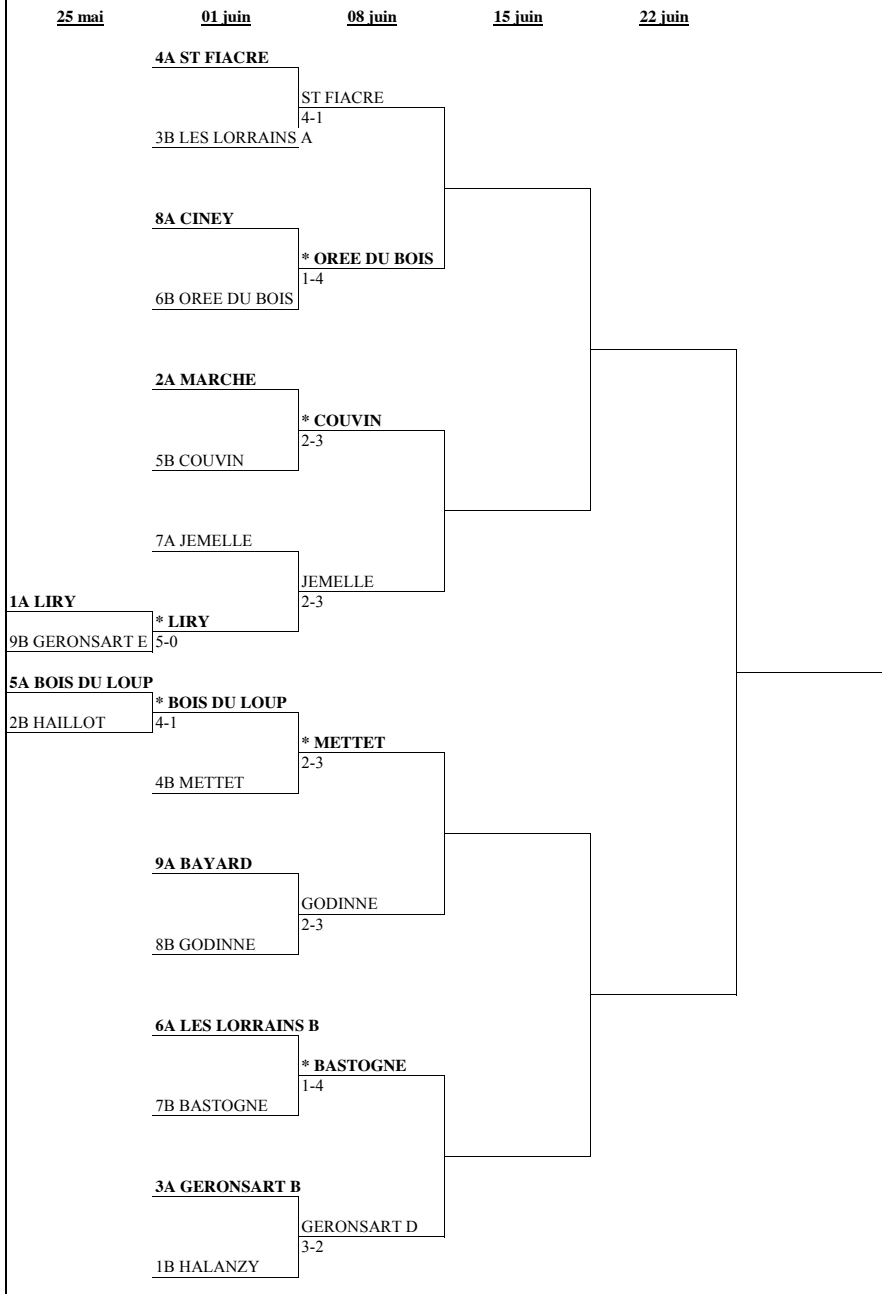 25 mai 01 juin 08 juin 15 juin 22 juin
4A ST FIACRE
ST FIACRE
4-1
3B LES LORRAINS A
8A CINEY
* OREE DU BOIS
1-4
6B OREE DU BOIS
2A MARCHE
* COUVIN
2-3
5B COUVIN
7A JEMELLE
JEMELLE
2-3
1A LIRY
* LIRY
9B GERONSART E 5-0
5A BOIS DU LOUP
* BOIS DU LOUP
2B HAILLOT 4-1
* METTET
2-3
4B METTET
9A BAYARD
GODINNE
2-3
8B GODINNE
6A LES LORRAINS B
* BASTOGNE
1-4
7B BASTOGNE
3A GERONSART B
GERONSART D
3-2
1B HALANZY